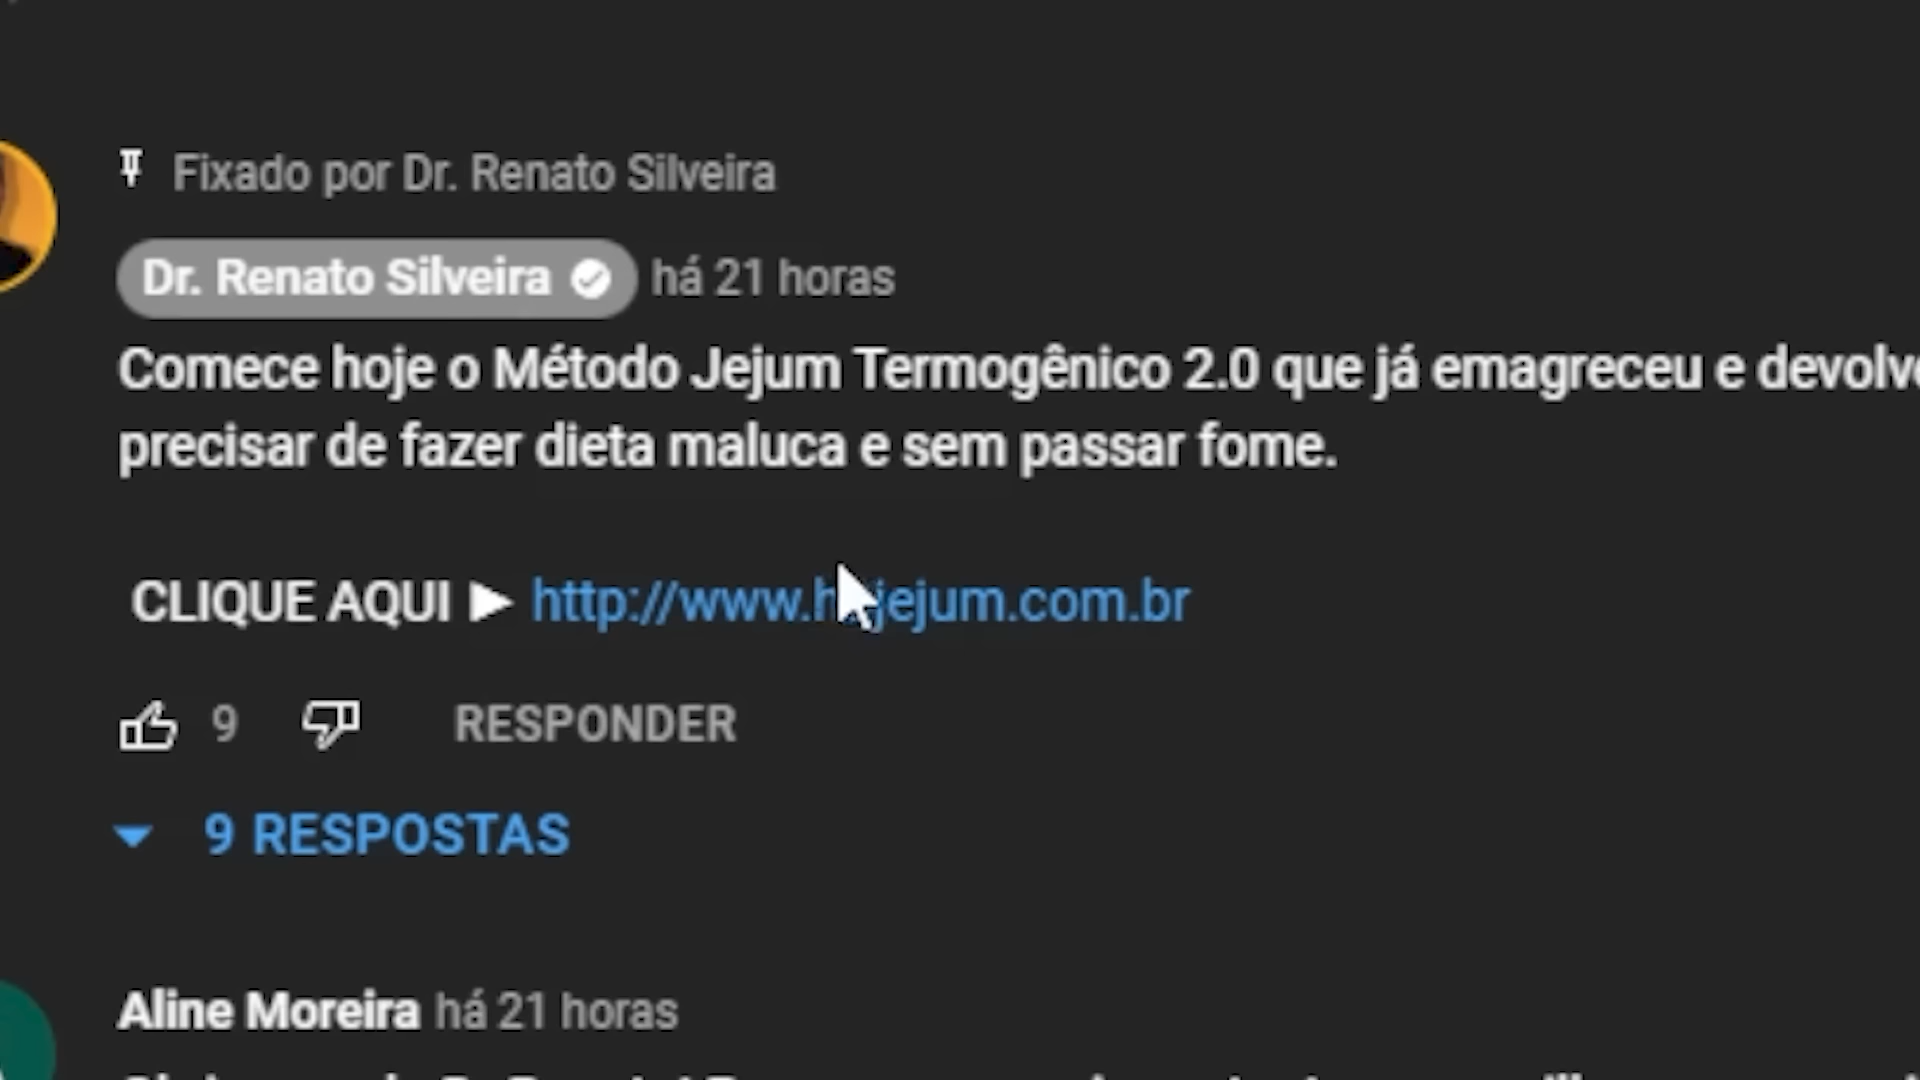 Fixado por Dr. Renato Silveira
Dr. Renato Silveira há 21 horas
Comece hoje o Método Jejum Termogênico 2.0 que já emagreceu e
precisar de fazer dieta maluca e sem passar fome.
CLIQUE AQUI ▶
9 RESPONDER
9 RESPOSTAS
Aline Moreira há 21 horas